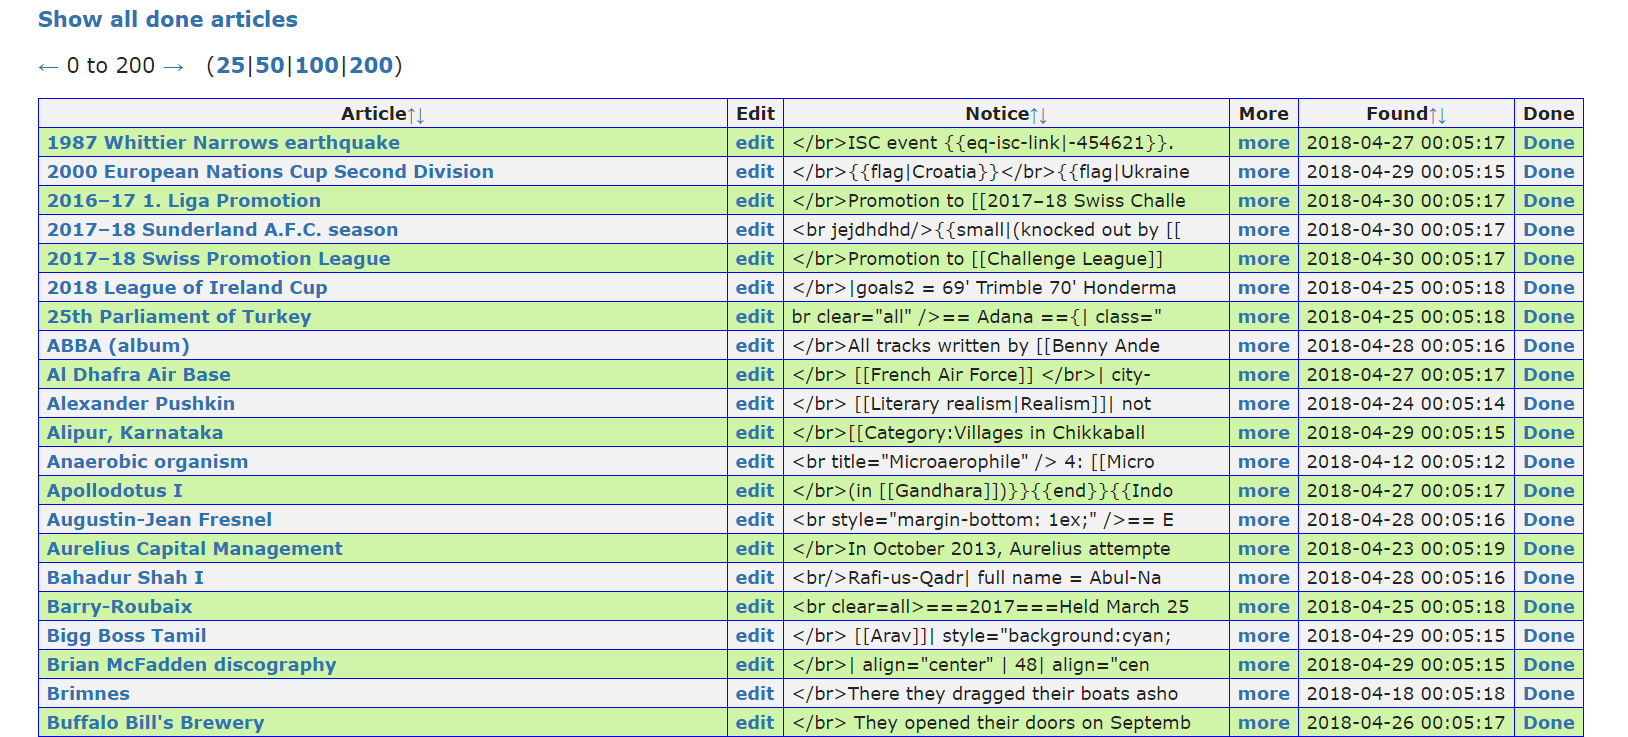 Show all done articles
← 0 to 200 → (25|50|100|200)
Article↑↓ Edit Notice↑↓ More Found↑↓ Done
1987 Whittier Narrows earthquake edit </br>ISC event {{eq-isc-link|-454621}}. more 2018-04-27 00:05:17 Done
2000 European Nations Cup Second Division edit </br>{{flag|Croatia}}</br>{{flag|Ukraine more 2018-04-29 00:05:15 Done
2016–17 1. Liga Promotion edit </br>Promotion to [[2017–18 Swiss Challe more 2018-04-30 00:05:17 Done
2017–18 Sunderland A.F.C. season edit <br jejdhdhd/>{{small|(knocked out by [[ more 2018-04-30 00:05:17 Done
2017–18 Swiss Promotion League edit </br>Promotion to [[Challenge League]] more 2018-04-30 00:05:17 Done
2018 League of Ireland Cup edit </br>|goals2 = 69' Trimble 70' Honderma more 2018-04-25 00:05:18 Done
25th Parliament of Turkey edit br clear="all" />== Adana =={| class=" more 2018-04-25 00:05:18 Done
ABBA (album) edit </br>All tracks written by [[Benny Ande more 2018-04-28 00:05:16 Done
Al Dhafra Air Base edit </br> [[French Air Force]] </br>| city- more 2018-04-27 00:05:17 Done
Alexander Pushkin edit </br> [[Literary realism|Realism]]| not more 2018-04-24 00:05:14 Done
Alipur, Karnataka edit </br>[[Category:Villages in Chikkaball more 2018-04-29 00:05:15 Done
Anaerobic organism edit <br title="Microaerophile" /> 4: [[Micro more 2018-04-12 00:05:12 Done
Apollodotus I edit </br>(in [[Gandhara]])}}{{end}}{{Indo more 2018-04-27 00:05:17 Done
Augustin-Jean Fresnel edit <br style="margin-bottom: 1ex;" />== E more 2018-04-28 00:05:16 Done
Aurelius Capital Management edit </br>In October 2013, Aurelius attempte more 2018-04-23 00:05:19 Done
Bahadur Shah I edit <br/>Rafi-us-Qadr| full name = Abul-Na more 2018-04-28 00:05:16 Done
Barry-Roubaix edit <br clear=all>===2017===Held March 25 more 2018-04-25 00:05:18 Done
Bigg Boss Tamil edit </br> [[Arav]]| style="background:cyan; more 2018-04-29 00:05:15 Done
Brian McFadden discography edit </br>| align="center" | 48| align="cen more 2018-04-29 00:05:15 Done
Brimnes edit </br>There they dragged their boats asho more 2018-04-18 00:05:18 Done
Buffalo Bill's Brewery edit </br> They opened their doors on Septemb more 2018-04-26 00:05:17 Done